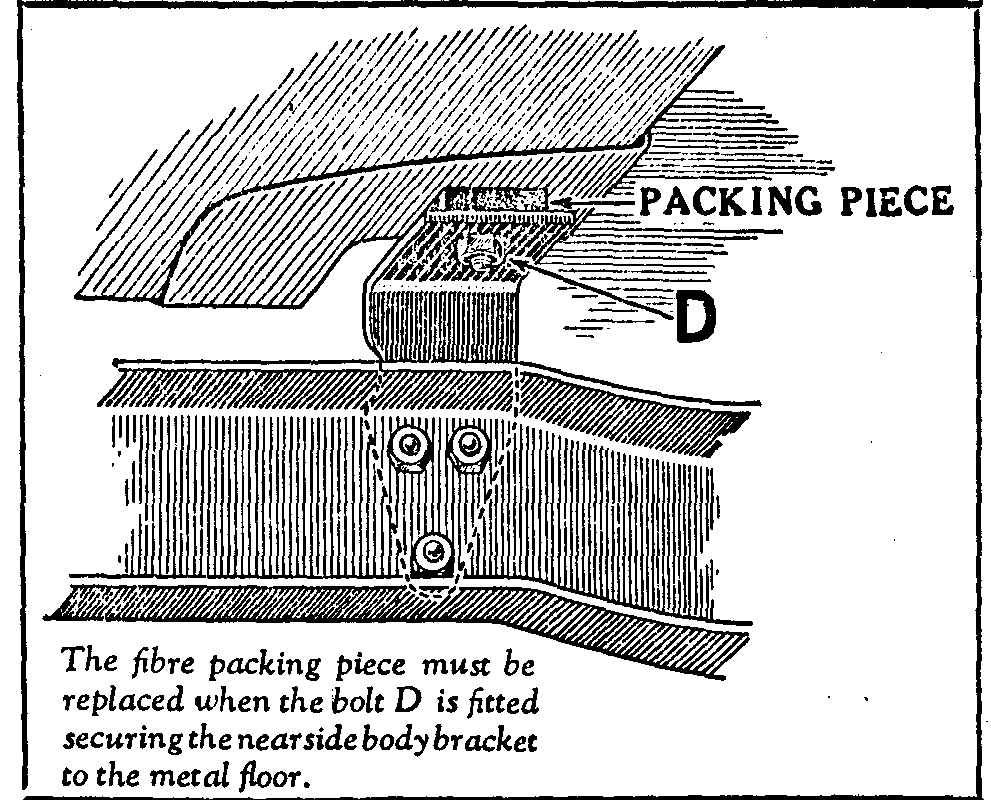 PACKING PIECE
D
The fibre packing piece must be
replaced when the bolt D is fitted
securing the nearside body bracket
to the metal floor.